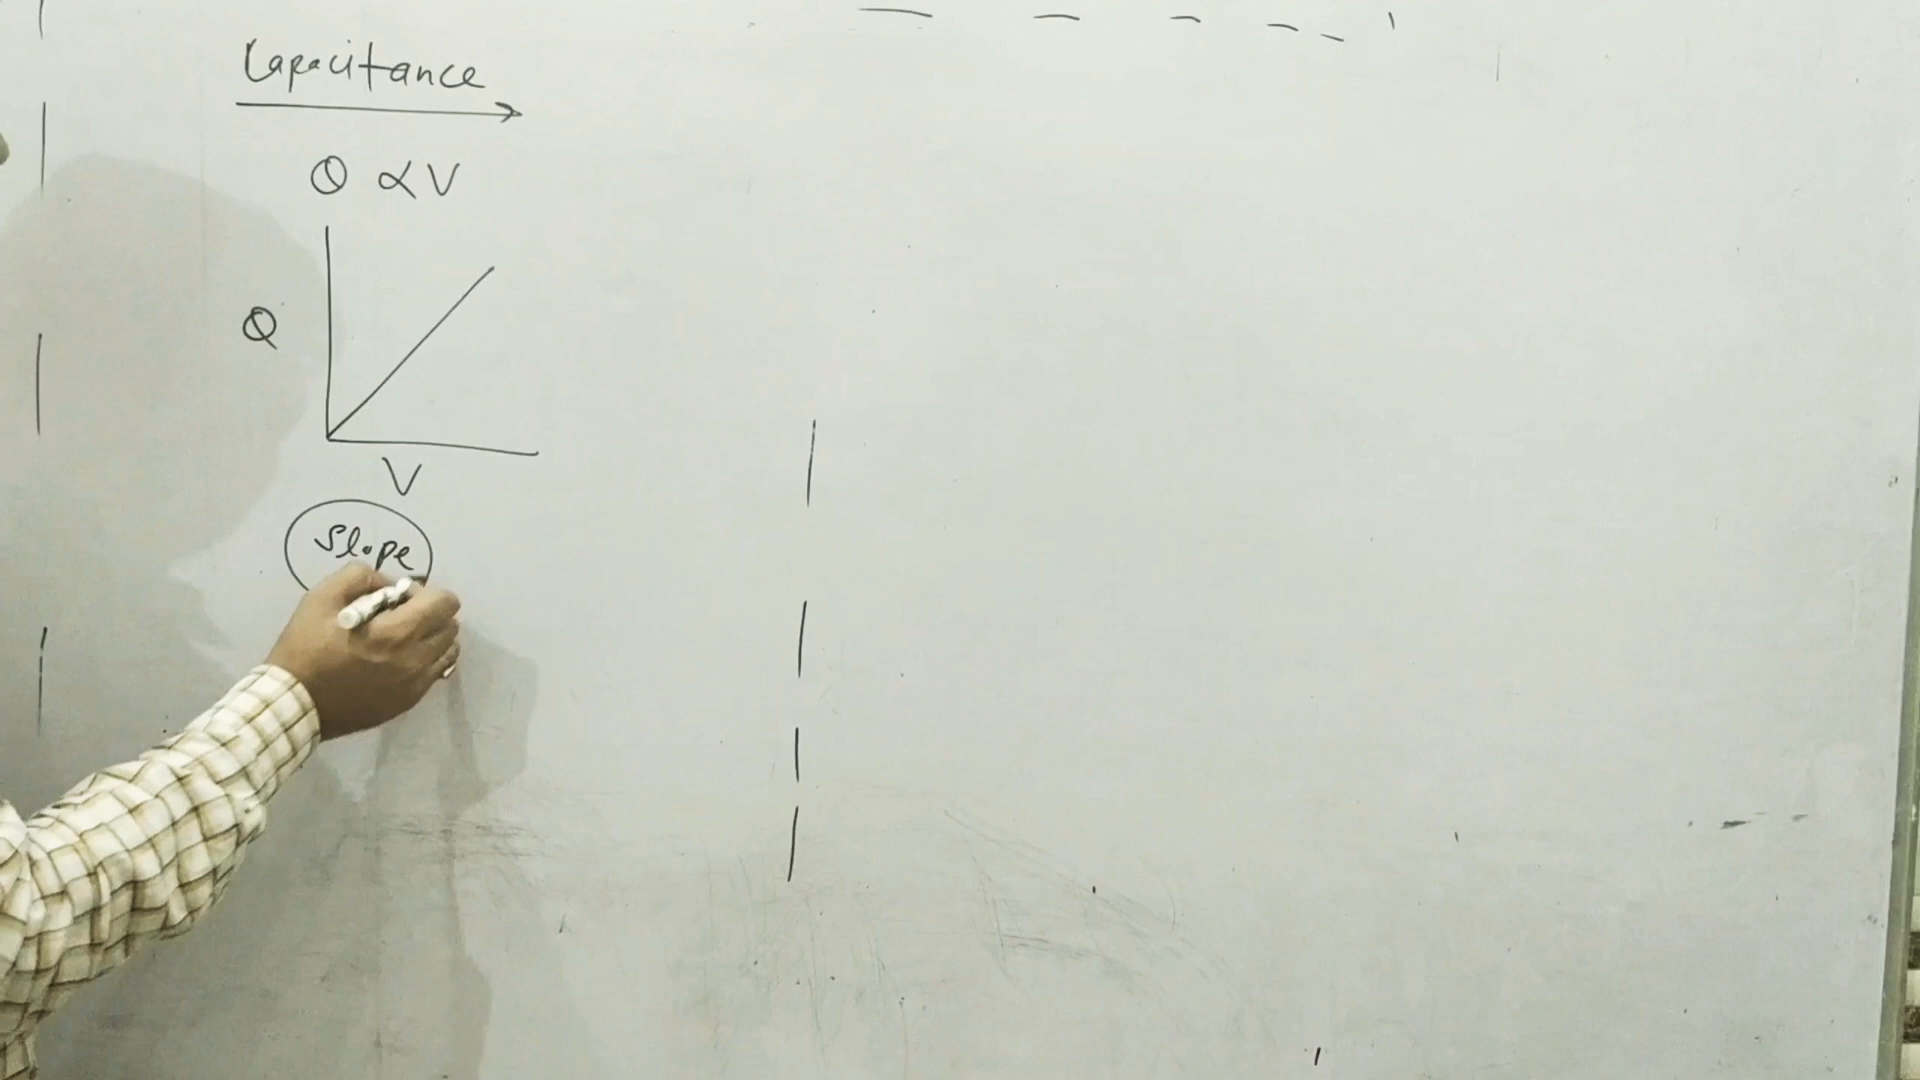 Capacitance
Q ∝ V
Q
V
Slope